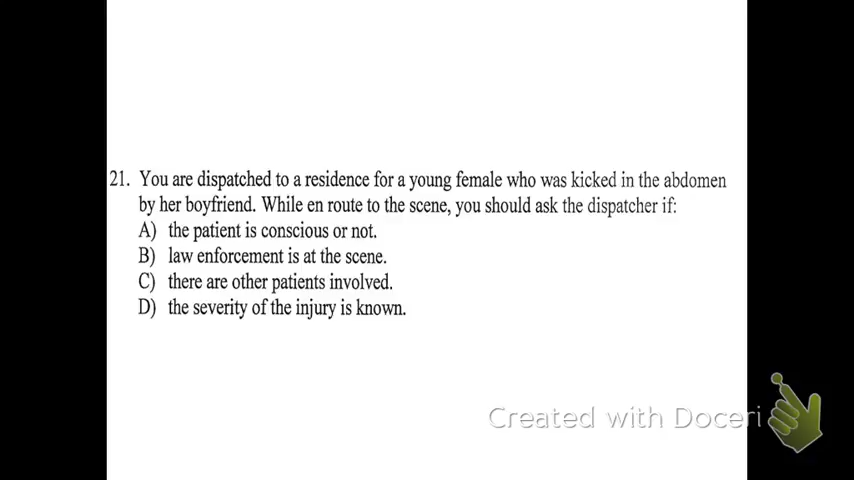 21. You are dispatched to a residence for a young female who was kicked in the abdomen
by her boyfriend. While en route to the scene, you should ask the dispatcher if:
A) the patient is conscious or not.
B) law enforcement is at the scene.
C) there are other patients involved.
D) the severity of the injury is known.
Created with Doceri